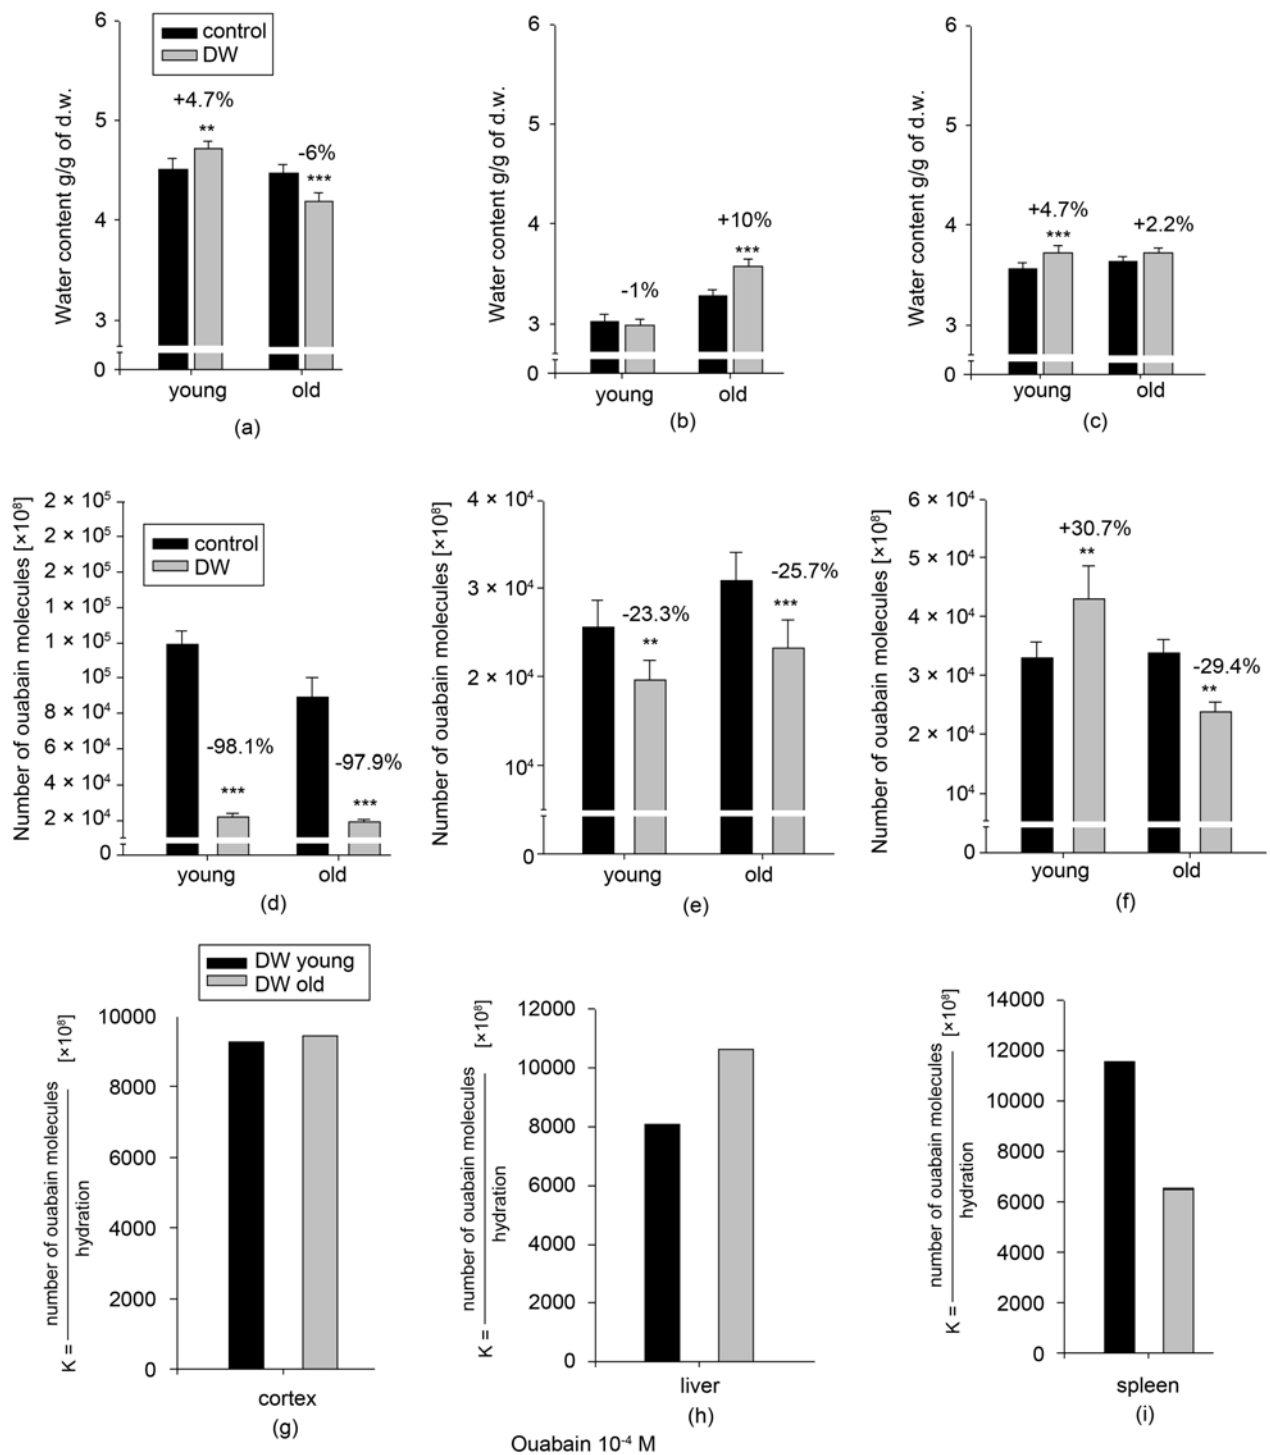 control
DW
Water content g/g of d.w.
6
5
4
3
0
+4.7%
**
-6%
***
young old
(a)
Water content g/g of d.w.
6
5
4
3
0
-1%
+10%
***
young old
(b)
Water content g/g of d.w.
6
5
4
3
0
+4.7%
***
+2.2%
young old
(c)
Number of ouabain molecules [×10⁸]
2 × 10⁵
2 × 10⁵
2 × 10⁵
1 × 10⁵
1 × 10⁵
10⁵
8 × 10⁴
6 × 10⁴
4 × 10⁴
2 × 10⁴
0
control
DW
-98.1%
***
-97.9%
***
young old
(d)
Number of ouabain molecules [×10⁸]
4 × 10⁴
3 × 10⁴
2 × 10⁴
10⁴
0
-23.3%
**
-25.7%
***
young old
(e)
Number of ouabain molecules [×10⁸]
6 × 10⁴
5 × 10⁴
4 × 10⁴
3 × 10⁴
2 × 10⁴
10⁴
0
+30.7%
**
-29.4%
**
young old
(f)
DW young
DW old
K = number of ouabain molecules [×10⁸]
hydration
10000
8000
6000
4000
2000
0
cortex
(g)
K = number of ouabain molecules [×10⁸]
hydration
12000
10000
8000
6000
4000
2000
0
liver
(h)
K = number of ouabain molecules [×10⁸]
hydration
14000
12000
10000
8000
6000
4000
2000
0
spleen
(i)
Ouabain 10⁻⁴ M